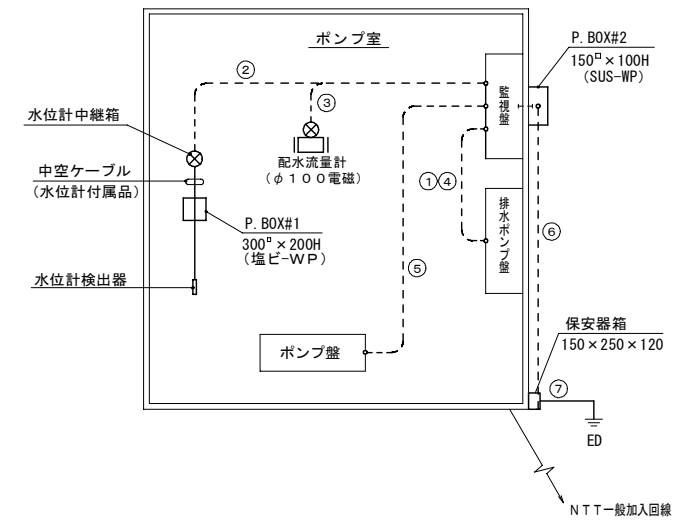 ポンプ室
P. BOX#2
150□×100H
(SUS-WP)
②
監視盤
水位計中継箱
③
配水流量計
(φ100電磁)
中空ケーブル
(水位計付属品)
①④
排水ポンプ盤
P. BOX#1
300□×200H
(塩ビ-WP)
⑥
⑤
水位計検出器
保安器箱
150×250×120
ポンプ盤
⑦
ED
NTT一般加入回線